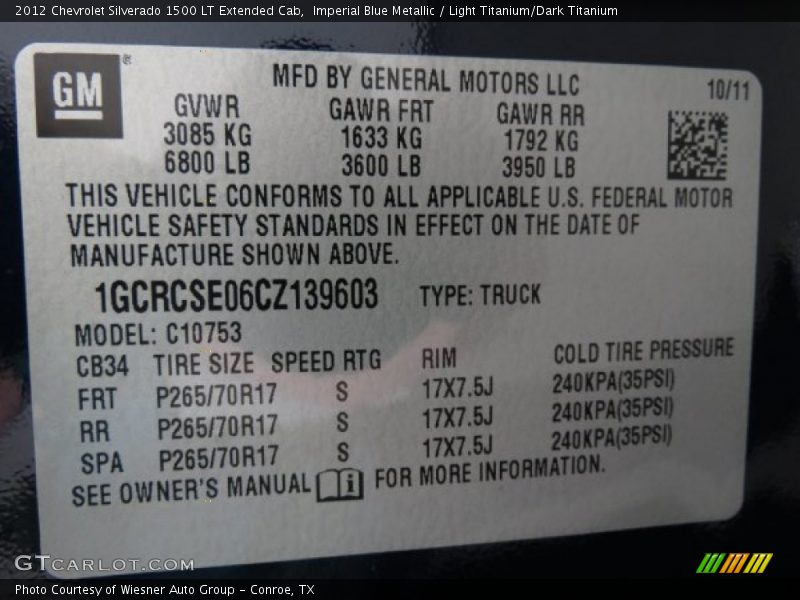 2012 Chevrolet Silverado 1500 LT Extended Cab,  Imperial Blue Metallic / Light Titanium/Dark Titanium
GM®
MFD BY GENERAL MOTORS LLC 10/11
GVWR GAWR FRT GAWR RR
3085 KG 1633 KG 1792 KG
6800 LB 3600 LB 3950 LB
THIS VEHICLE CONFORMS TO ALL APPLICABLE U.S. FEDERAL MOTOR
VEHICLE SAFETY STANDARDS IN EFFECT ON THE DATE OF
MANUFACTURE SHOWN ABOVE.
1GCRCSE06CZ139603 TYPE: TRUCK
MODEL: C10753
CB34 TIRE SIZE SPEED RTG RIM COLD TIRE PRESSURE
FRT P265/70R17 S 17X7.5J 240KPA(35PSI)
RR P265/70R17 S 17X7.5J 240KPA(35PSI)
SPA P265/70R17 S 17X7.5J 240KPA(35PSI)
SEE OWNER'S MANUAL i FOR MORE INFORMATION.
GTCARLOT.COM
Photo Courtesy of Wiesner Auto Group - Conroe, TX